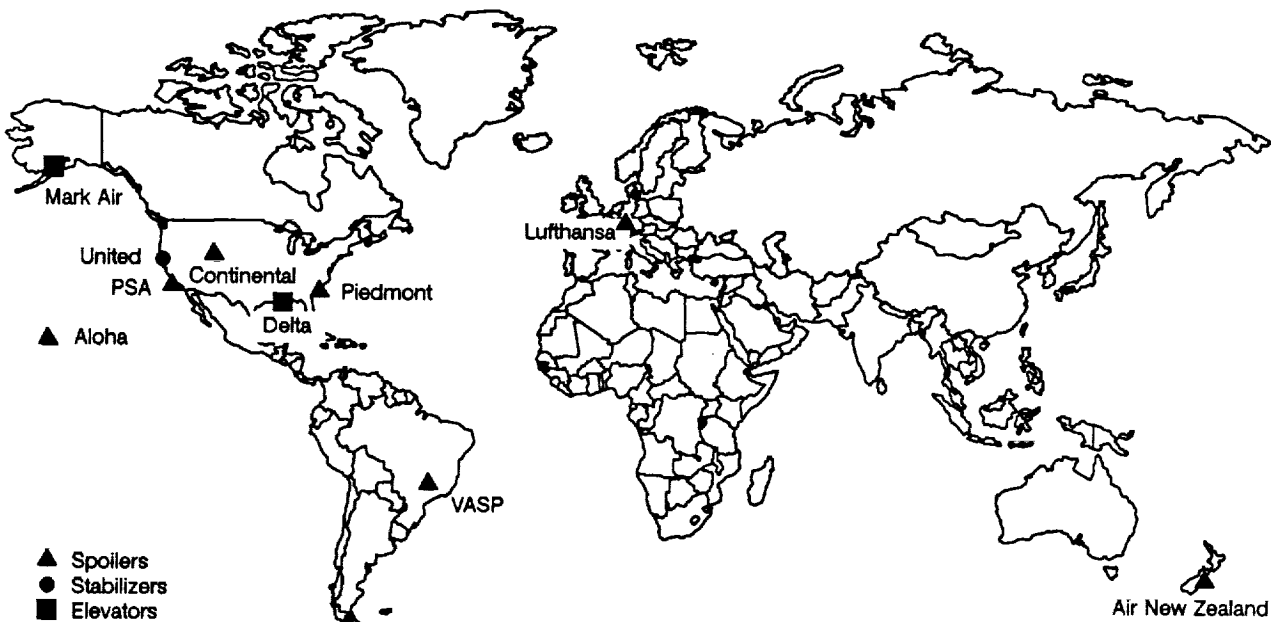 Mark Air
Lufthansa
United
Continental
PSA
Piedmont
Delta
Aloha
VASP
Spoilers
Stabilizers
Elevators
Air New Zealand